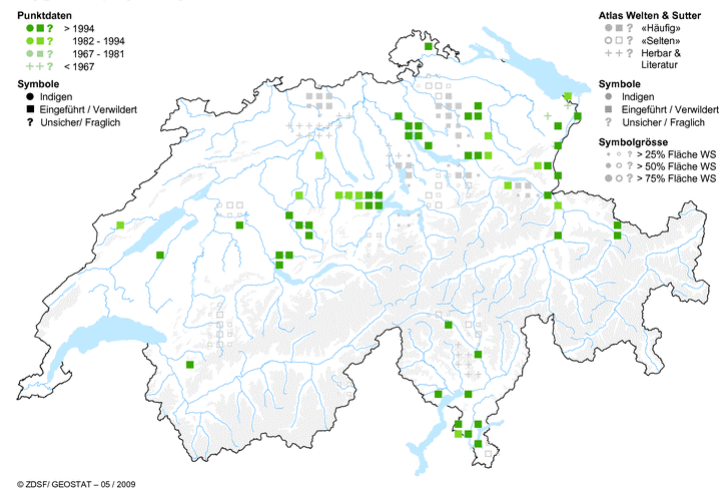 Punktdaten
? > 1994
? 1982 - 1994
? 1967 - 1981
+ + ? < 1967
Symbole
Indigen
Eingeführt / Verwildert
? Unsicher/ Fraglich
Atlas Welten & Sutter
? «Häufig»
? «Selten»
+ + ? Herbar &
Literatur
Symbole
Indigen
Eingeführt / Verwildert
? Unsicher/ Fraglich
Symbolgrösse
? > 25% Fläche WS
? > 50% Fläche WS
? > 75% Fläche WS
© ZDSF/ GEOSTAT – 05 / 2009